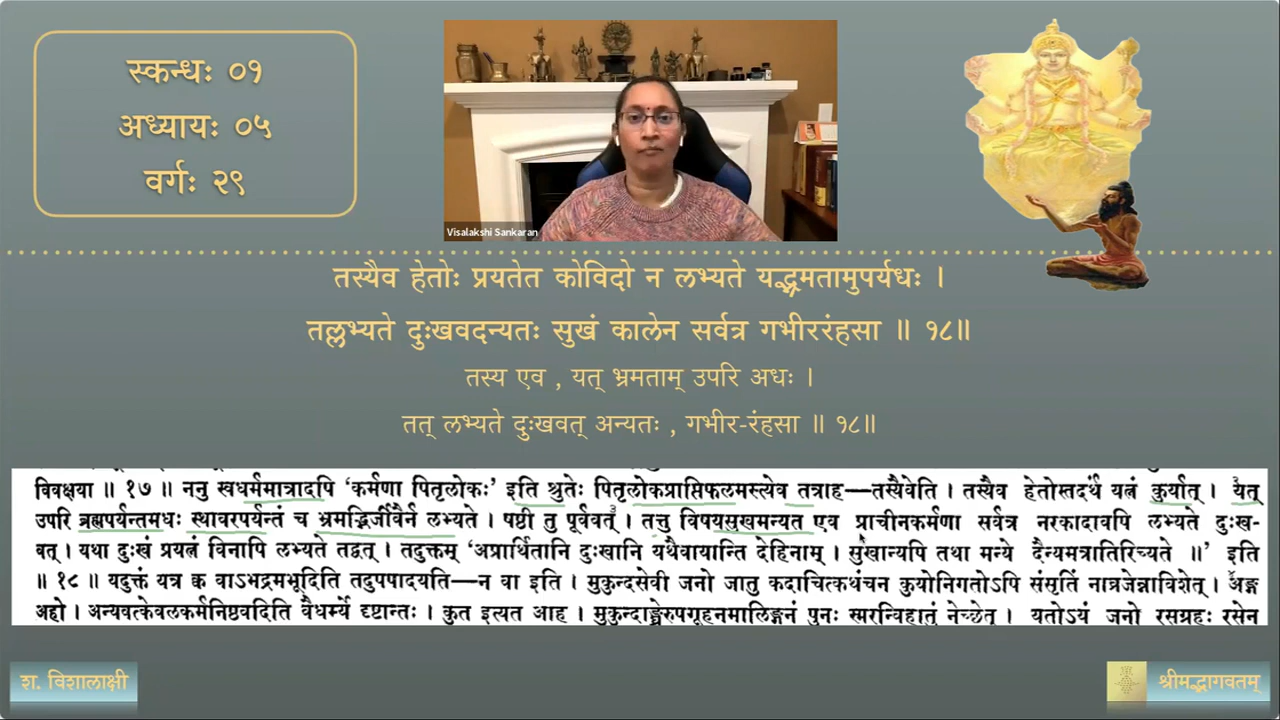 स्कन्धः ०१
अध्यायः ०५
वर्गः २९
Visalakshi Sankaran
तस्यैव हेतोः प्रयतेत कोविदो न लभ्यते यद्भ्रमतामुपर्यधः ।
तल्लभ्यते दुःखवदन्यतः सुखं कालेन सर्वत्र गभीररंहसा ॥ १८॥
तस्य एव , यत् भ्रमताम् उपरि अधः ।
तत् लभ्यते दुःखवत् अन्यतः , गभीर-रंहसा ॥ १८॥
विवक्षया ॥ १७ ॥ ननु स्वधर्ममात्रादपि ‘कर्मणा पितृलोकः’ इति श्रुतेः पितृलोकप्राप्तिफलमस्त्येव तत्राह—तस्यैवेति । तस्यैव हेतोस्तदर्थं यत्नं कुर्यात् । यत्
उपरि ब्रह्मपर्यन्तमधः स्थावरपर्यन्तं च भ्रमद्भिर्जीवैर्न लभ्यते । षष्ठी तु पूर्ववत् । तत्तु विषयसुखमन्यत एव प्राचीनकर्मणा सर्वत्र नरकादावपि लभ्यते दुःख-
वत् । यथा दुःखं प्रयत्नं विनापि लभ्यते तद्वत् । तदुक्तम् ‘अप्रार्थितानि दुःखानि यथैवायान्ति देहिनाम् । सुखान्यपि तथा मन्ये दैन्यमत्रातिरिच्यते ॥’ इति
॥ १८ ॥ यदुक्तं यत्र क्व वाऽभद्रमभूदिति तदुपपादयति—न वा इति । मुकुन्दसेवी जनो जातु कदाचित्कथंचन कुयोनिगतोऽपि संसृतिं नाव्रजेन्नाविशेत् । अङ्ग
अहो । अन्यवत्केवलकर्मनिष्ठवदिति वैधर्म्ये दृष्टान्तः । कुत इत्यत आह । मुकुन्दाङ्घ्रेरुपगूहनमालिङ्गनं पुनः स्मरन्विहातुं नेच्छेत् । यतोऽयं जनो रसग्रहः रसेन
श. विशालाक्षी
श्रीमद्भागवतम्